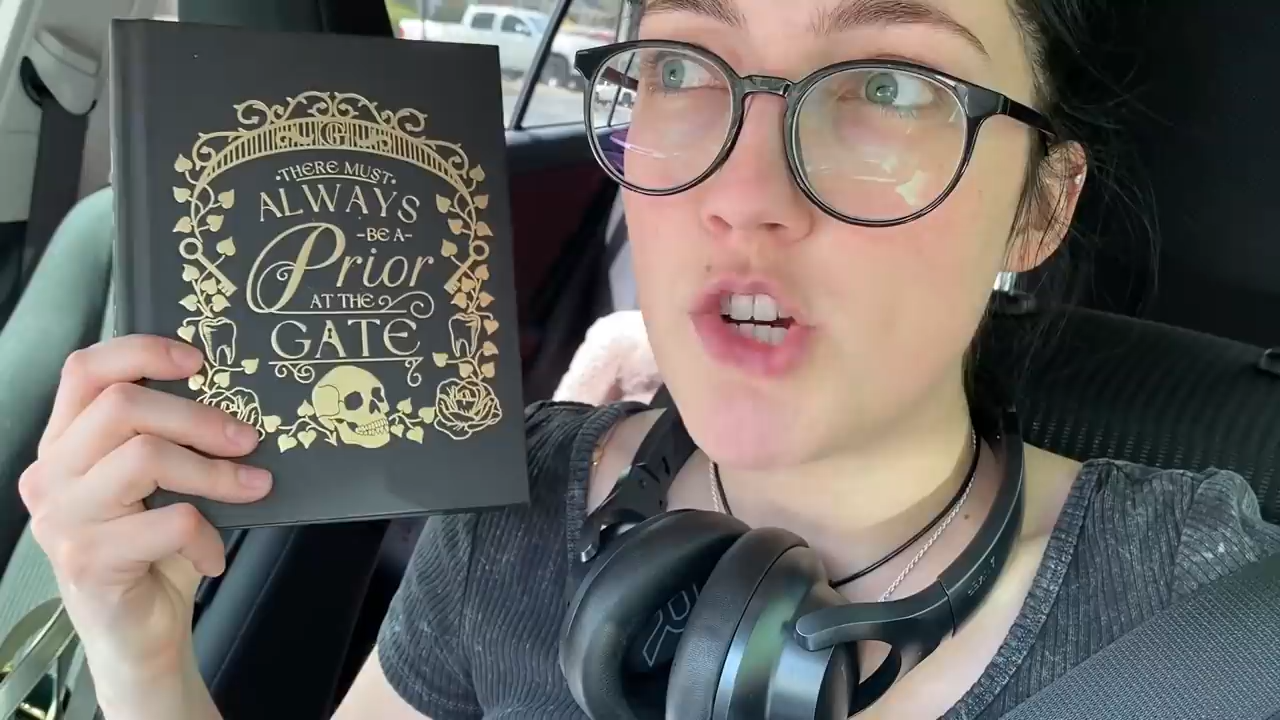 ·THERE MUST·
ALWAYS
-BE A-
Prior
AT THE
GATE